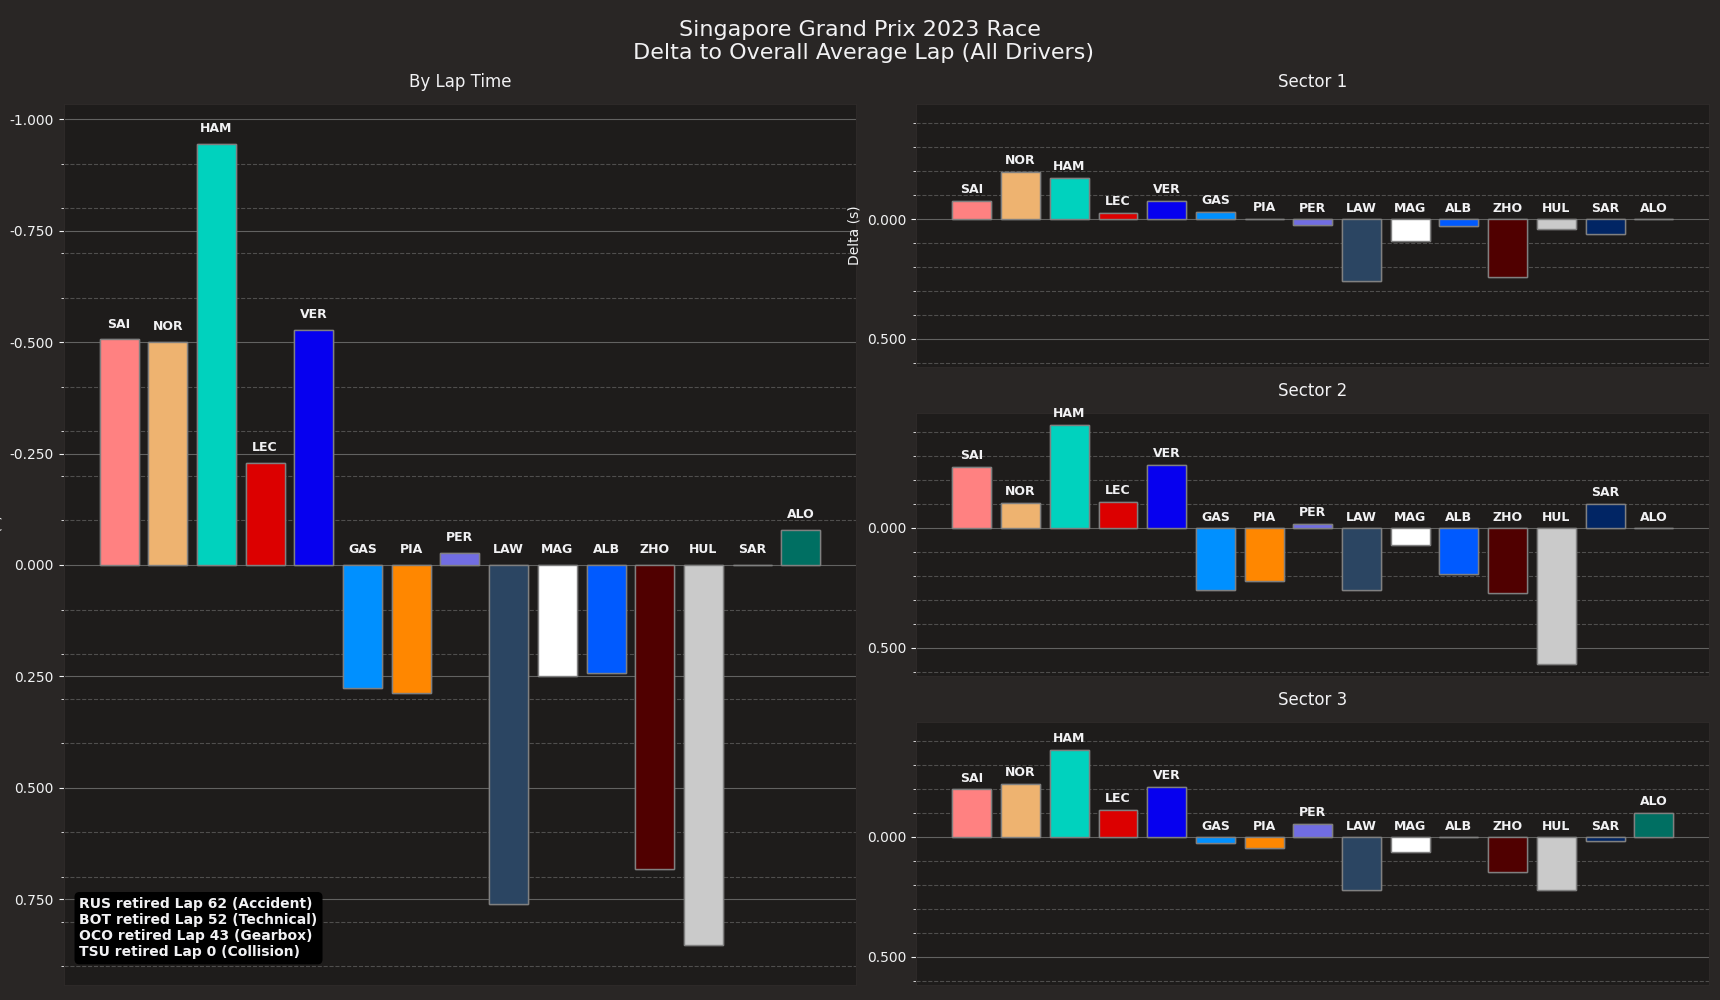 Singapore Grand Prix 2023 Race
Delta to Overall Average Lap (All Drivers)
By Lap Time
-1.000
-0.750
-0.500
-0.250
0.000
0.250
0.500
0.750
SAI
NOR
HAM
LEC
VER
GAS
PIA
PER
LAW
MAG
ALB
ZHO
HUL
SAR
ALO
RUS retired Lap 62 (Accident)
BOT retired Lap 52 (Technical)
OCO retired Lap 43 (Gearbox)
TSU retired Lap 0 (Collision)
Sector 1
Delta (s)
0.000
0.500
SAI
NOR
HAM
LEC
VER
GAS
PIA
PER
LAW
MAG
ALB
ZHO
HUL
SAR
ALO
Sector 2
0.000
0.500
SAI
NOR
HAM
LEC
VER
GAS
PIA
PER
LAW
MAG
ALB
ZHO
HUL
SAR
ALO
Sector 3
0.000
0.500
SAI
NOR
HAM
LEC
VER
GAS
PIA
PER
LAW
MAG
ALB
ZHO
HUL
SAR
ALO